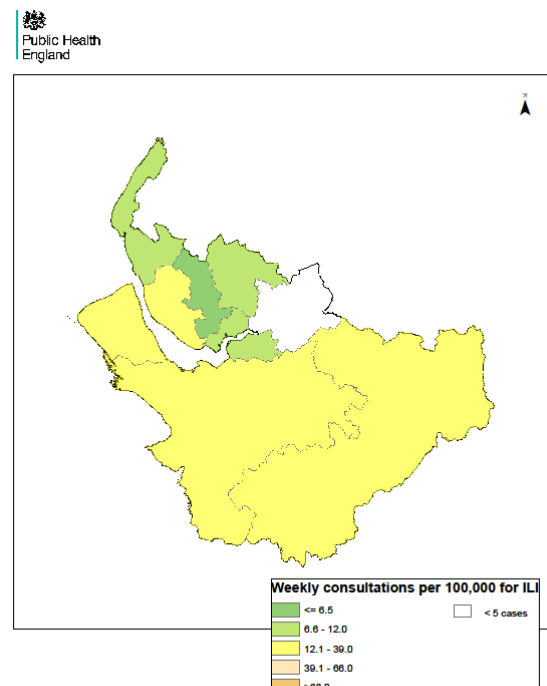 Public Health
England
N
Weekly consultations per 100,000 for ILI
<= 6.5
< 5 cases
6.6 - 12.0
12.1 - 39.0
39.1 - 66.0